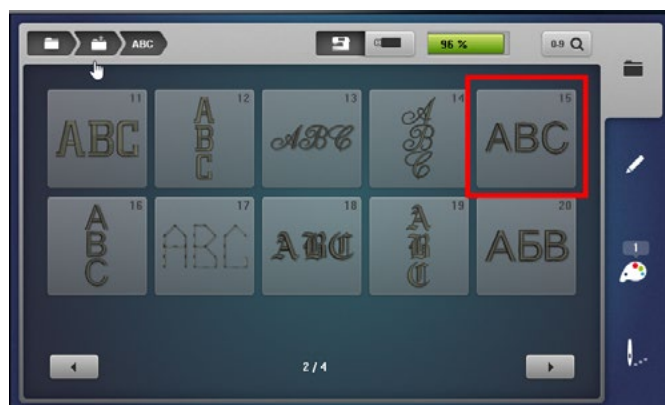 ABC 96 % 0-9
11 12 13 14 15
ABC A B C ABC A B C ABC
16 17 18 19 20
A B C ABC ABC A B C АБВ
1
2 / 4